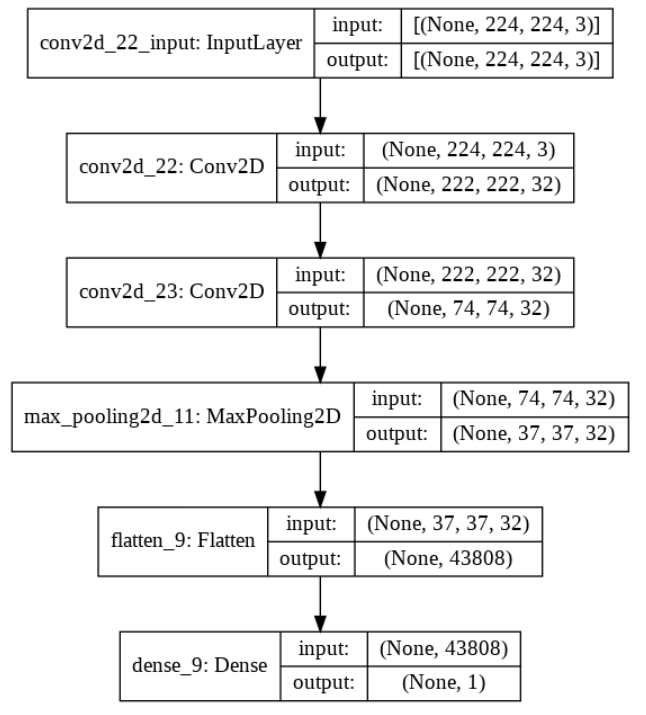 conv2d_22_input: InputLayer
input: [(None, 224, 224, 3)]
output: [(None, 224, 224, 3)]
conv2d_22: Conv2D
input: (None, 224, 224, 3)
output: (None, 222, 222, 32)
conv2d_23: Conv2D
input: (None, 222, 222, 32)
output: (None, 74, 74, 32)
max_pooling2d_11: MaxPooling2D
input: (None, 74, 74, 32)
output: (None, 37, 37, 32)
flatten_9: Flatten
input: (None, 37, 37, 32)
output: (None, 43808)
dense_9: Dense
input: (None, 43808)
output: (None, 1)